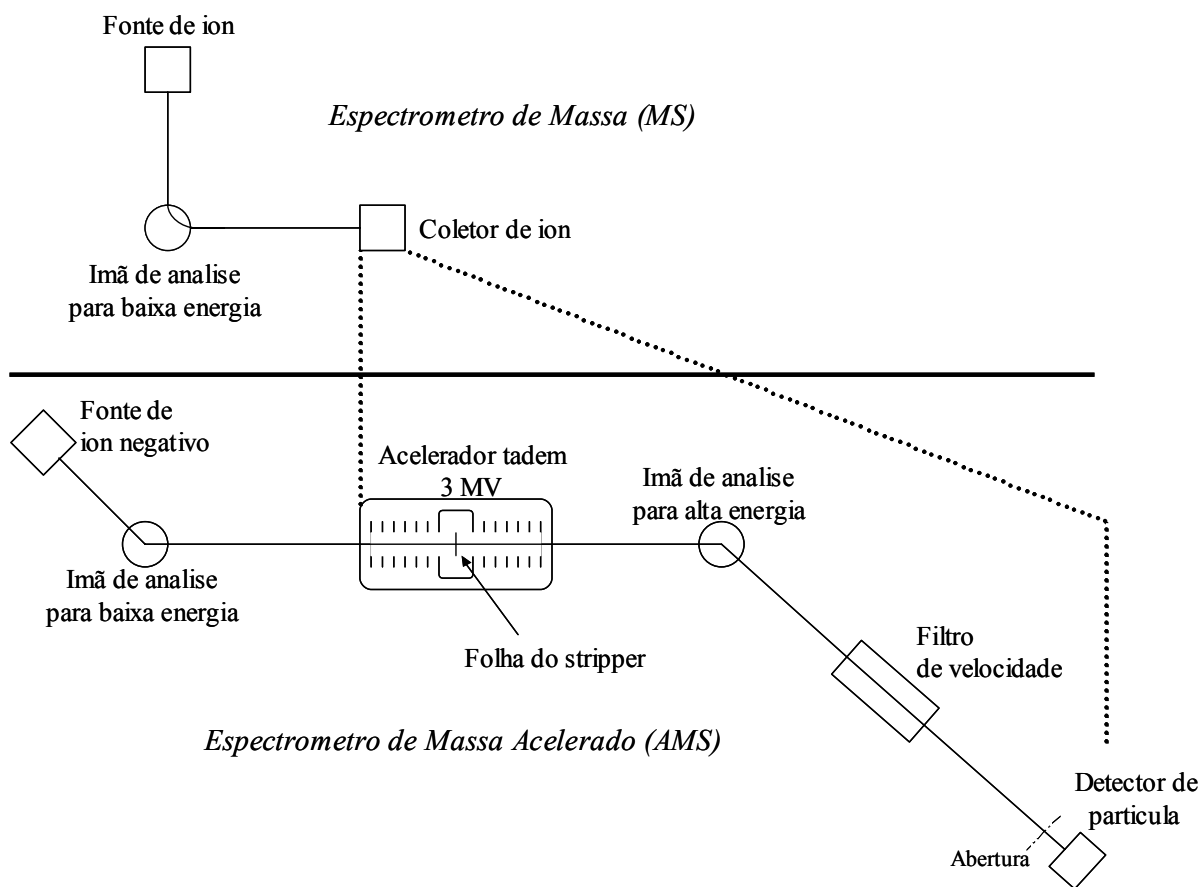 Fonte de ion
Espectrometro de Massa (MS)
Coletor de ion
Imã de analise
para baixa energia
Fonte de
ion negativo
Acelerador tadem
3 MV
Imã de analise
para alta energia
Imã de analise
para baixa energia
Folha do stripper
Filtro
de velocidade
Espectrometro de Massa Acelerado (AMS)
Detector de
particula
Abertura